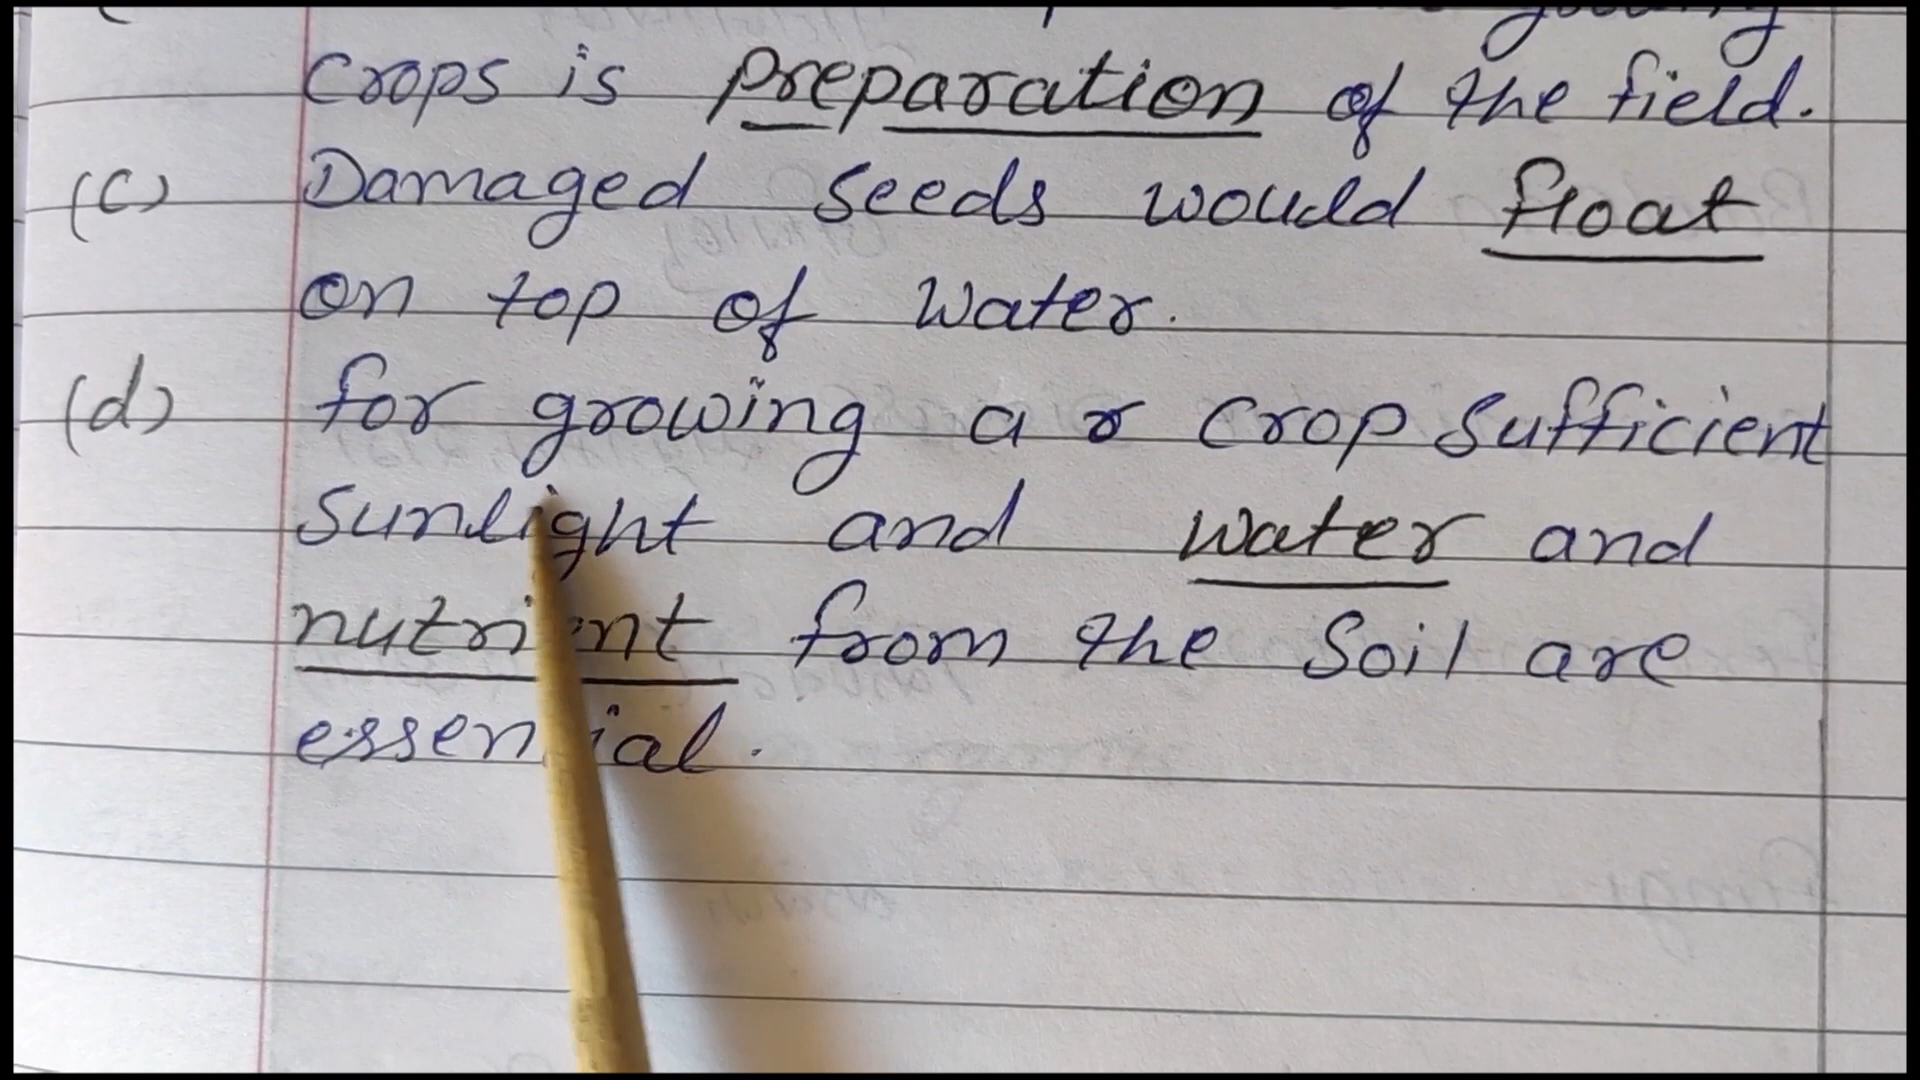 crops is preparation of the field.
(c) Damaged seeds would float
on top of water.
(d) for growing a r crop sufficient
sunlight and water and
nutrient from the soil are
essential.